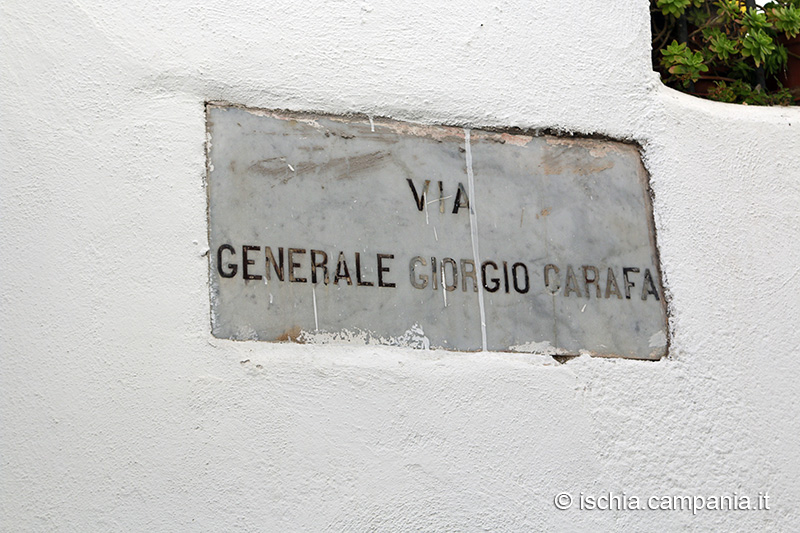 VIA
GENERALE GIORGIO CARAFA
© ischia.campania.it